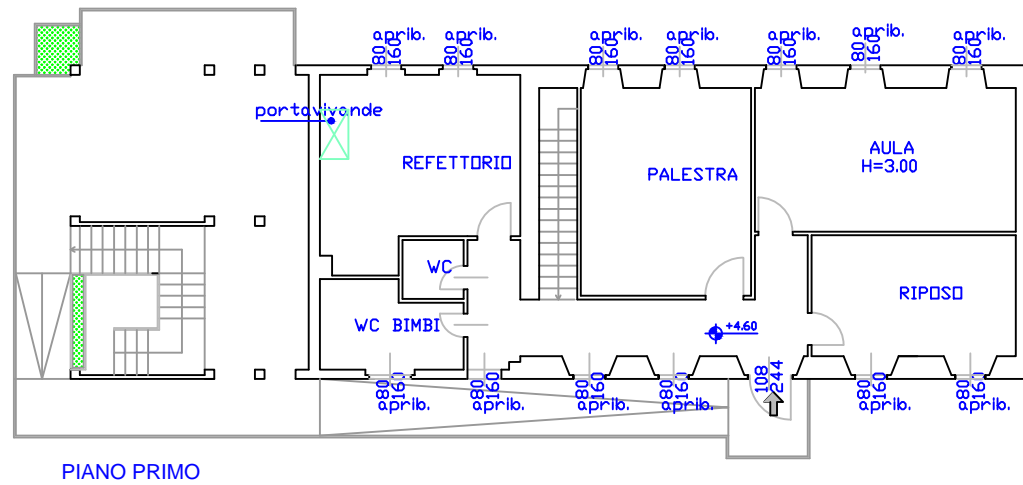 aprib.
80
160
aprib.
80
160
aprib.
80
160
aprib.
80
160
aprib.
80
160
aprib.
80
160
aprib.
80
160
portavivande
REFETTORIO
PALESTRA
AULA
H=3.00
WC
RIPOSO
WC BIMBI
+4.60
80
160
aprib.
80
160
aprib.
80
160
aprib.
80
160
aprib.
108
244
80
160
aprib.
80
160
aprib.
PIANO PRIMO